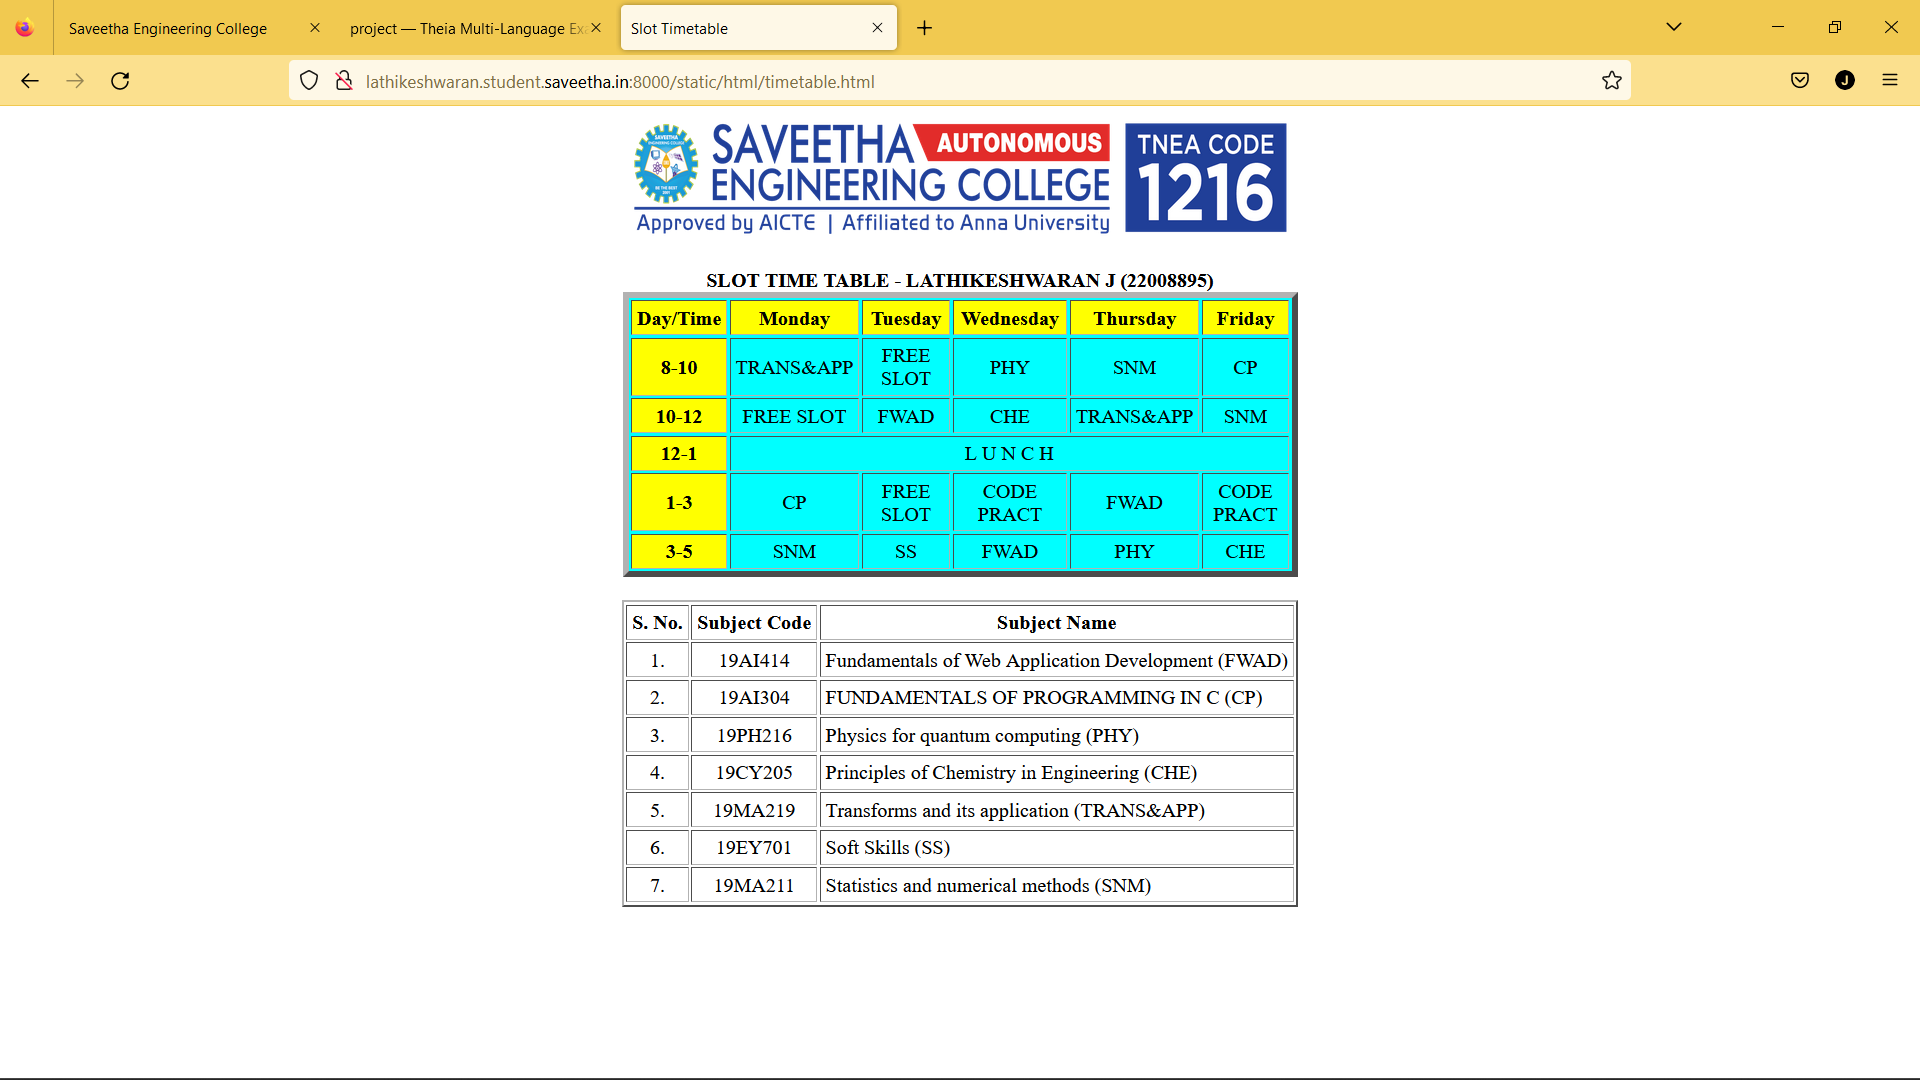 Saveetha Engineering College
project — Theia Multi-Language Ex
Slot Timetable
lathikeshwaran.student.saveetha.in:8000/static/html/timetable.html
J
SAVEETHA AUTONOMOUS
ENGINEERING COLLEGE
Approved by AICTE | Affiliated to Anna University
TNEA CODE
1216
SAVEETHA
ENGINEERING COLLEGE
BE THE BEST
SLOT TIME TABLE - LATHIKESHWARAN J (22008895)
Day/Time Monday Tuesday Wednesday Thursday Friday
8-10 TRANS&APP FREE SLOT PHY SNM CP
10-12 FREE SLOT FWAD CHE TRANS&APP SNM
12-1 L U N C H
1-3 CP FREE SLOT CODE PRACT FWAD CODE PRACT
3-5 SNM SS FWAD PHY CHE
S. No. Subject Code Subject Name
1. 19AI414 Fundamentals of Web Application Development (FWAD)
2. 19AI304 FUNDAMENTALS OF PROGRAMMING IN C (CP)
3. 19PH216 Physics for quantum computing (PHY)
4. 19CY205 Principles of Chemistry in Engineering (CHE)
5. 19MA219 Transforms and its application (TRANS&APP)
6. 19EY701 Soft Skills (SS)
7. 19MA211 Statistics and numerical methods (SNM)